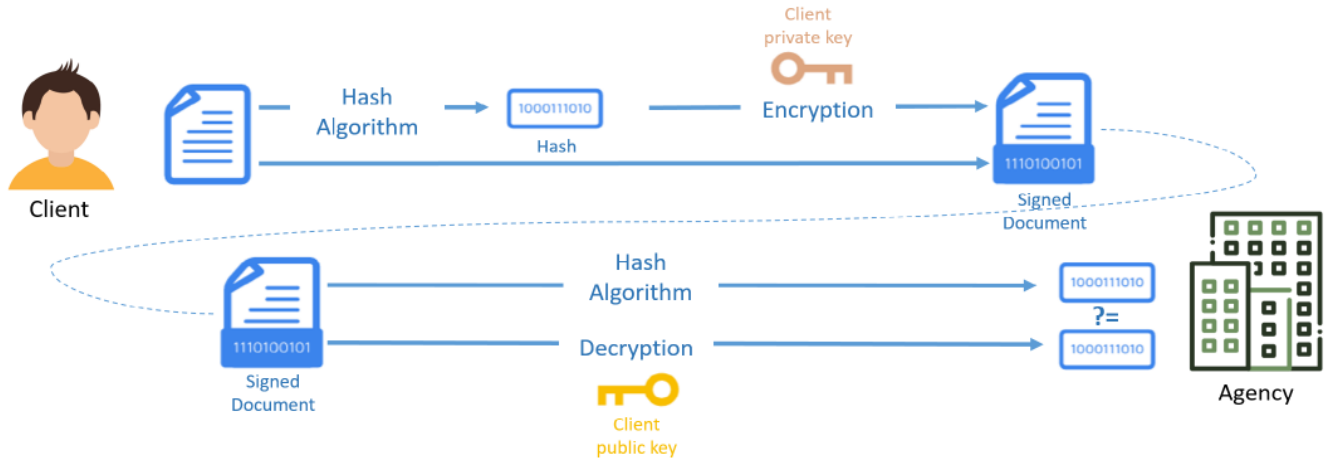 Client
private key
Hash
Algorithm
1000111010
Hash
Encryption
1110100101
Signed
Document
Client
Hash
Algorithm
1000111010
?=
1000111010
1110100101
Signed
Document
Decryption
Client
public key
Agency